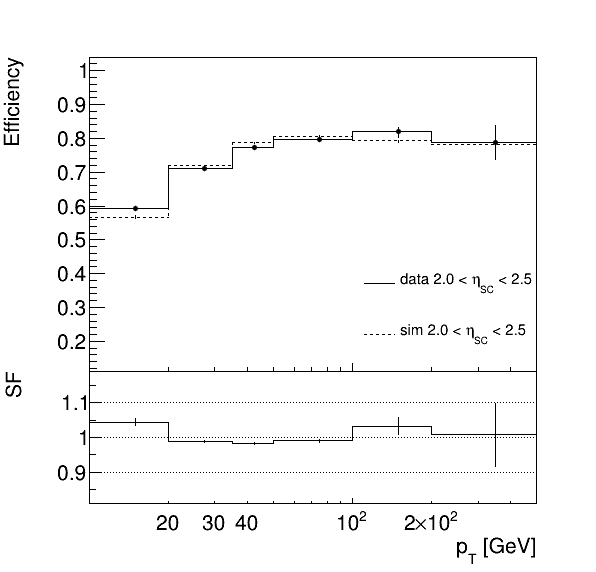 Efficiency
1
0.9
0.8
0.7
0.6
0.5
0.4
0.3
0.2
data 2.0 < η_SC < 2.5
sim 2.0 < η_SC < 2.5
SF
1.1
1
0.9
20 30 40 10² 2×10²
p_T [GeV]